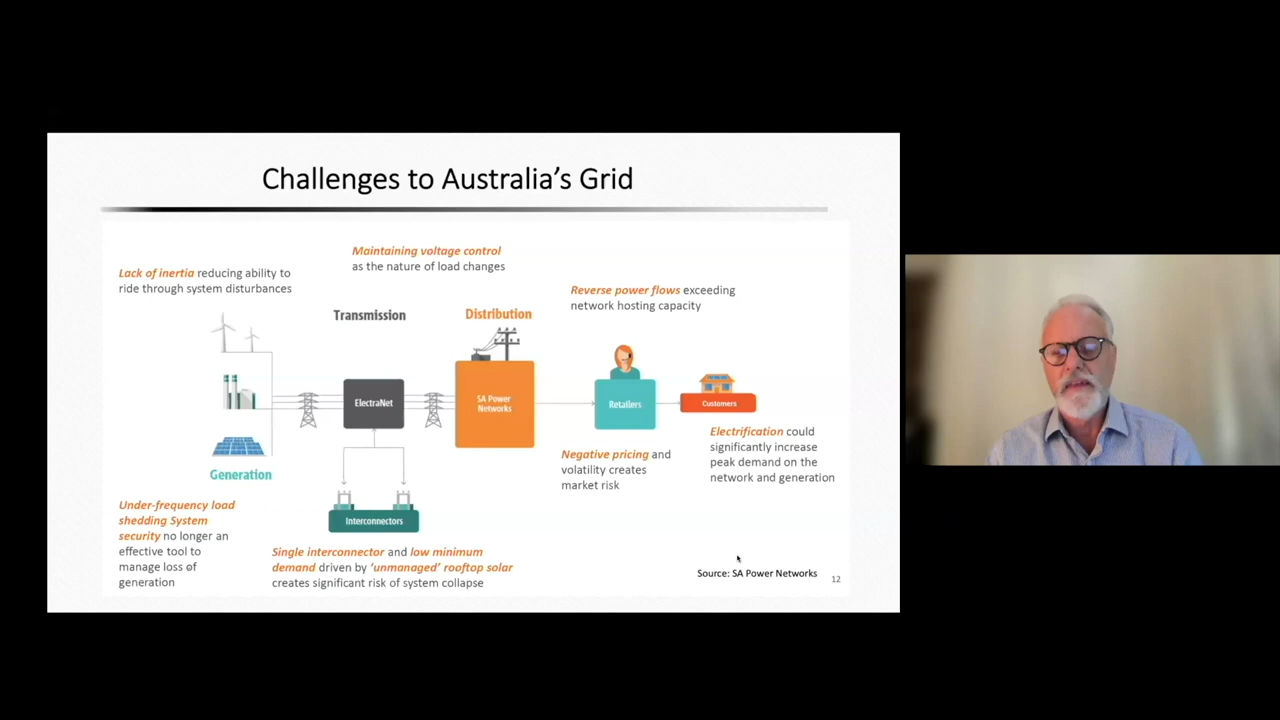 Challenges to Australia's Grid
Maintaining voltage control
as the nature of load changes
Lack of inertia reducing ability to
ride through system disturbances
Reverse power flows exceeding
network hosting capacity
Transmission
Distribution
ElectraNet
SA Power
Networks
Retailers
Customers
Generation
Electrification could
significantly increase
peak demand on the
network and generation
Negative pricing and
volatility creates
market risk
Under-frequency load
shedding System
security no longer an
effective tool to
manage loss of
generation
Interconnectors
Single interconnector and low minimum
demand driven by 'unmanaged' rooftop solar
creates significant risk of system collapse
Source: SA Power Networks
12